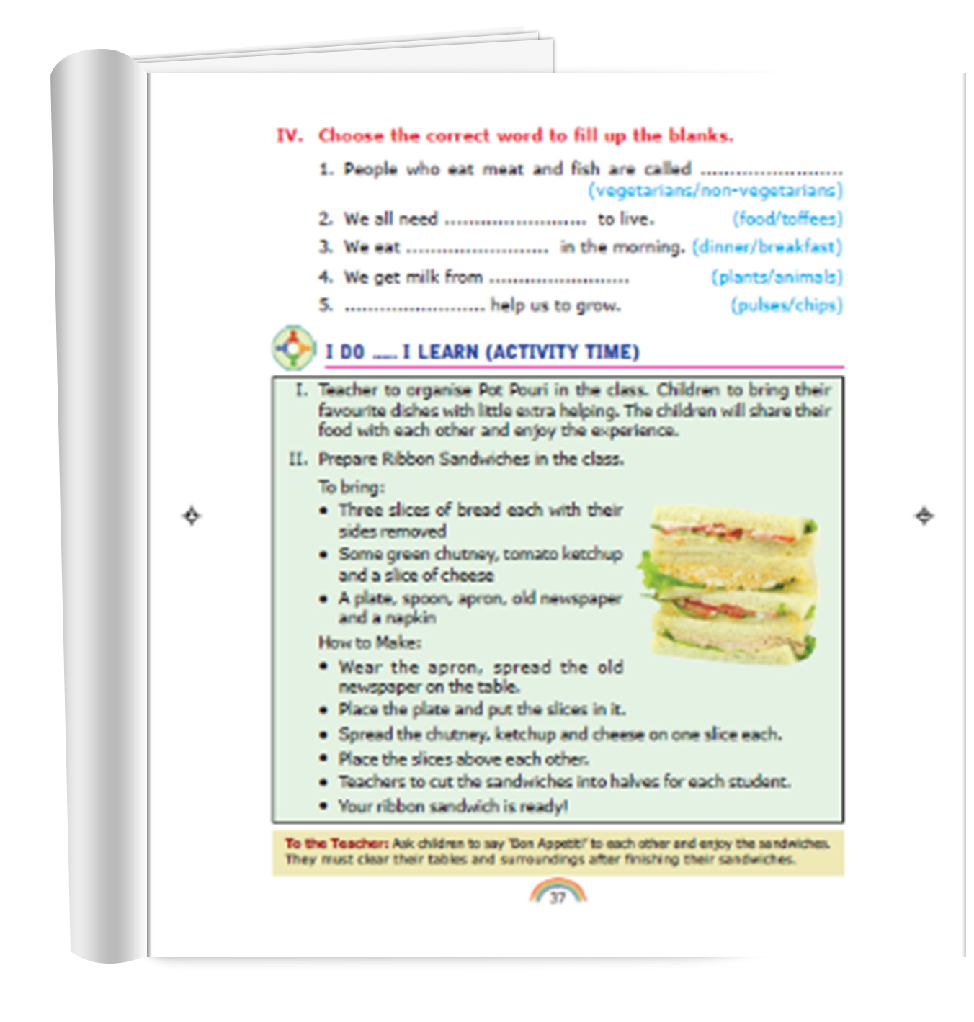 IV. Choose the correct word to fill up the blanks.
1. People who eat meat and fish are called ........................
(vegetarians/non-vegetarians)
2. We all need ........................ to live. (food/toffees)
3. We eat ........................ in the morning. (dinner/breakfast)
4. We get milk from ........................ (plants/animals)
5. ........................ help us to grow. (pulses/chips)
I DO .... I LEARN (ACTIVITY TIME)
I. Teacher to organise Pot Pouri in the class. Children to bring their
favourite dishes with little extra helping. The children will share their
food with each other and enjoy the experience.
II. Prepare Ribbon Sandwiches in the class.
To bring:
• Three slices of bread each with their
sides removed
• Some green chutney, tomato ketchup
and a slice of cheese
• A plate, spoon, apron, old newspaper
and a napkin
How to Make:
• Wear the apron, spread the old
newspaper on the table.
• Place the plate and put the slices in it.
• Spread the chutney, ketchup and cheese on one slice each.
• Place the slices above each other.
• Teachers to cut the sandwiches into halves for each student.
• Your ribbon sandwich is ready!
To the Teacher: Ask children to say 'Bon Appetit!' to each other and enjoy the sandwiches.
They must clear their tables and surroundings after finishing their sandwiches.
37